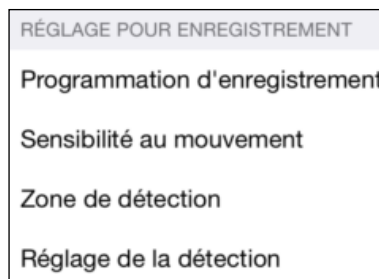 RÉGLAGE POUR ENREGISTREMENT
Programmation d'enregistrement
Sensibilité au mouvement
Zone de détection
Réglage de la détection